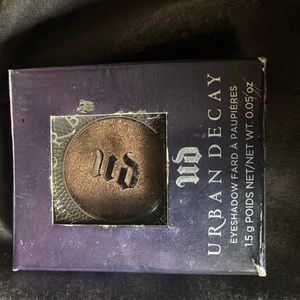 UD
UD
URBAN DECAY
EYESHADOW FARD À PAUPIÈRES
1.5 g POIDS NET/NET WT. 0.05 oz.